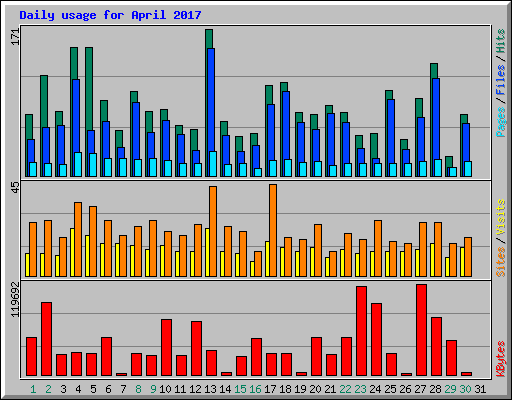 Daily usage for April 2017
171
Pages / Files / Hits
45
Sites / Visits
119692
KBytes
1 2 3 4 5 6 7 8 9 10 11 12 13 14 15 16 17 18 19 20 21 22 23 24 25 26 27 28 29 30 31